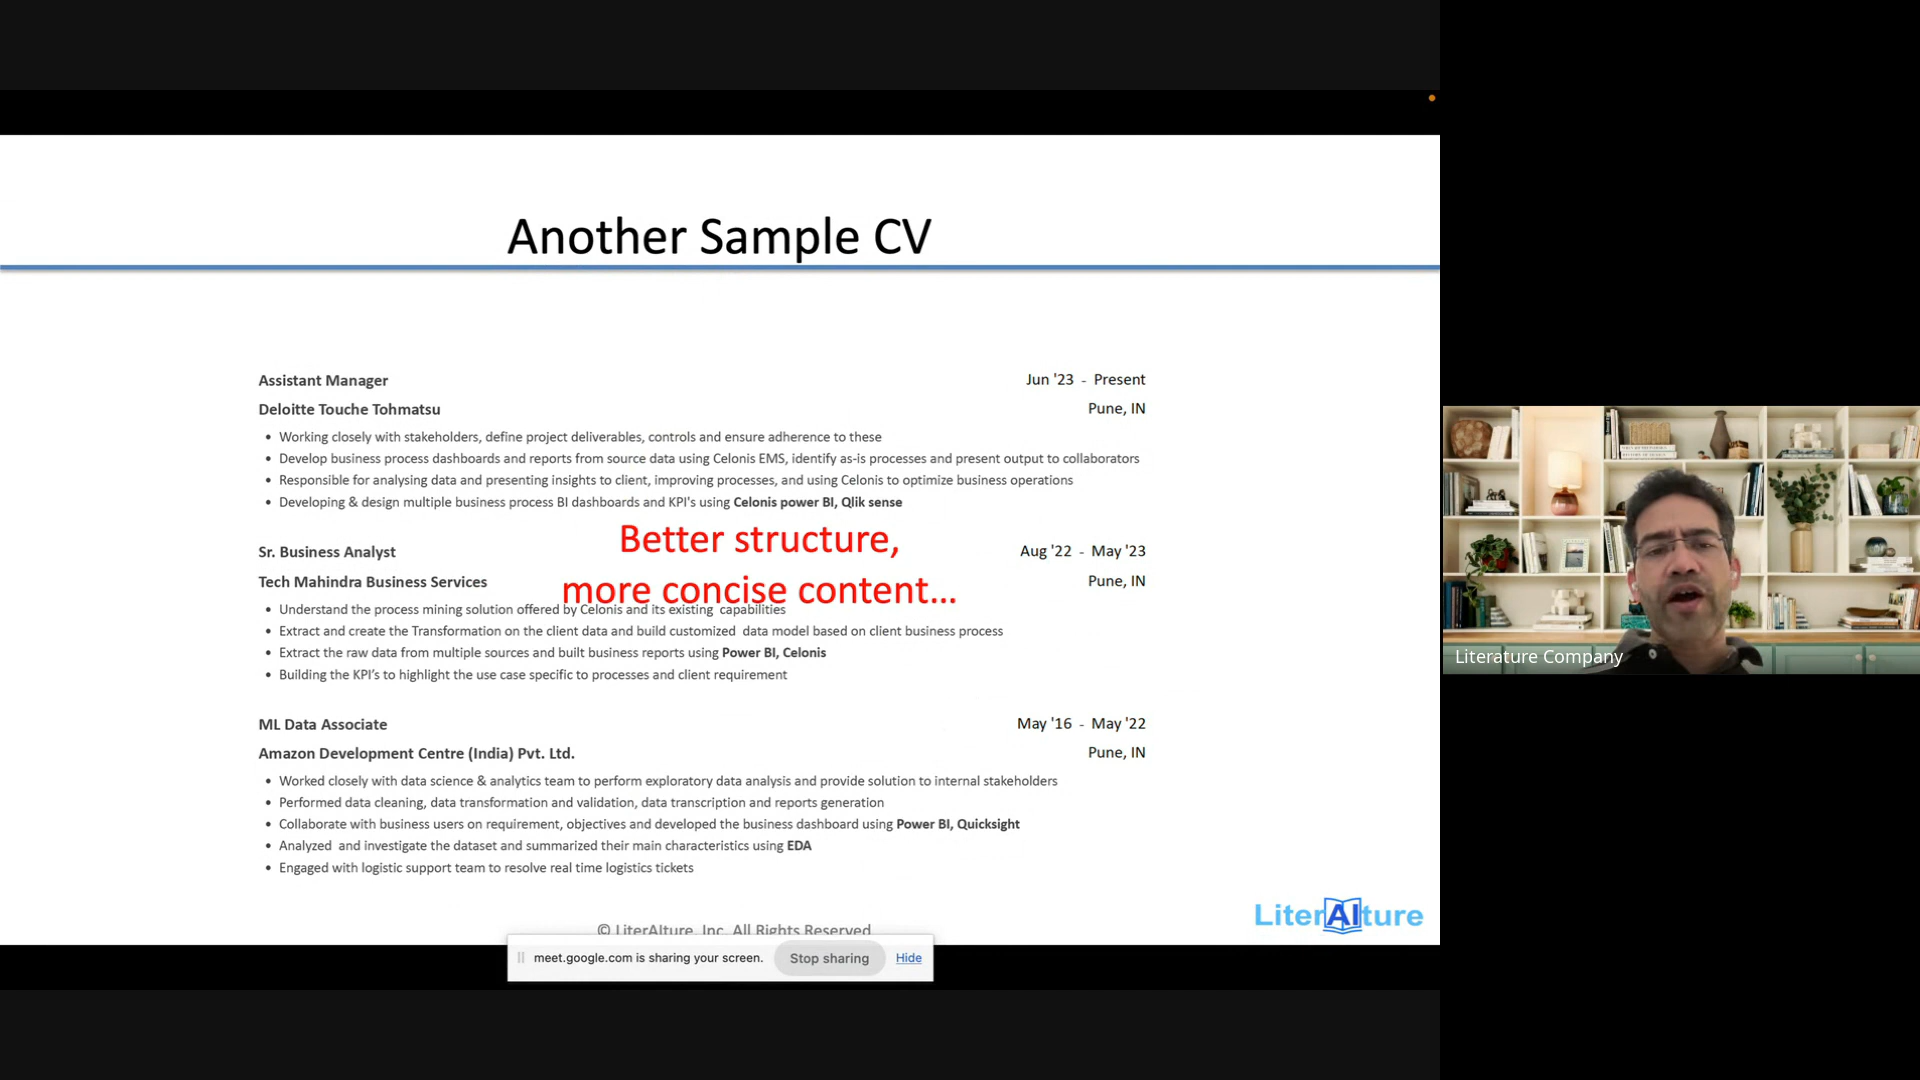 Another Sample CV
Assistant Manager
Jun '23 - Present
Deloitte Touche Tohmatsu
Pune, IN
• Working closely with stakeholders, define project deliverables, controls and ensure adherence to these
• Develop business process dashboards and reports from source data using Celonis EMS, identify as-is processes and present output to collaborators
• Responsible for analysing data and presenting insights to client, improving processes, and using Celonis to optimize business operations
• Developing & design multiple business process BI dashboards and KPI's using Celonis power BI, Qlik sense
Better structure,
more concise content...
Sr. Business Analyst
Aug '22 - May '23
Tech Mahindra Business Services
Pune, IN
• Understand the process mining solution offered by Celonis and its existing capabilities
• Extract and create the Transformation on the client data and build customized data model based on client business process
• Extract the raw data from multiple sources and built business reports using Power BI, Celonis
• Building the KPI's to highlight the use case specific to processes and client requirement
ML Data Associate
May '16 - May '22
Amazon Development Centre (India) Pvt. Ltd.
Pune, IN
• Worked closely with data science & analytics team to perform exploratory data analysis and provide solution to internal stakeholders
• Performed data cleaning, data transformation and validation, data transcription and reports generation
• Collaborate with business users on requirement, objectives and developed the business dashboard using Power BI, Quicksight
• Analyzed and investigate the dataset and summarized their main characteristics using EDA
• Engaged with logistic support team to resolve real time logistics tickets
LiterAIture
© LiterAIture, Inc. All Rights Reserved
meet.google.com is sharing your screen. Stop sharing Hide
Literature Company